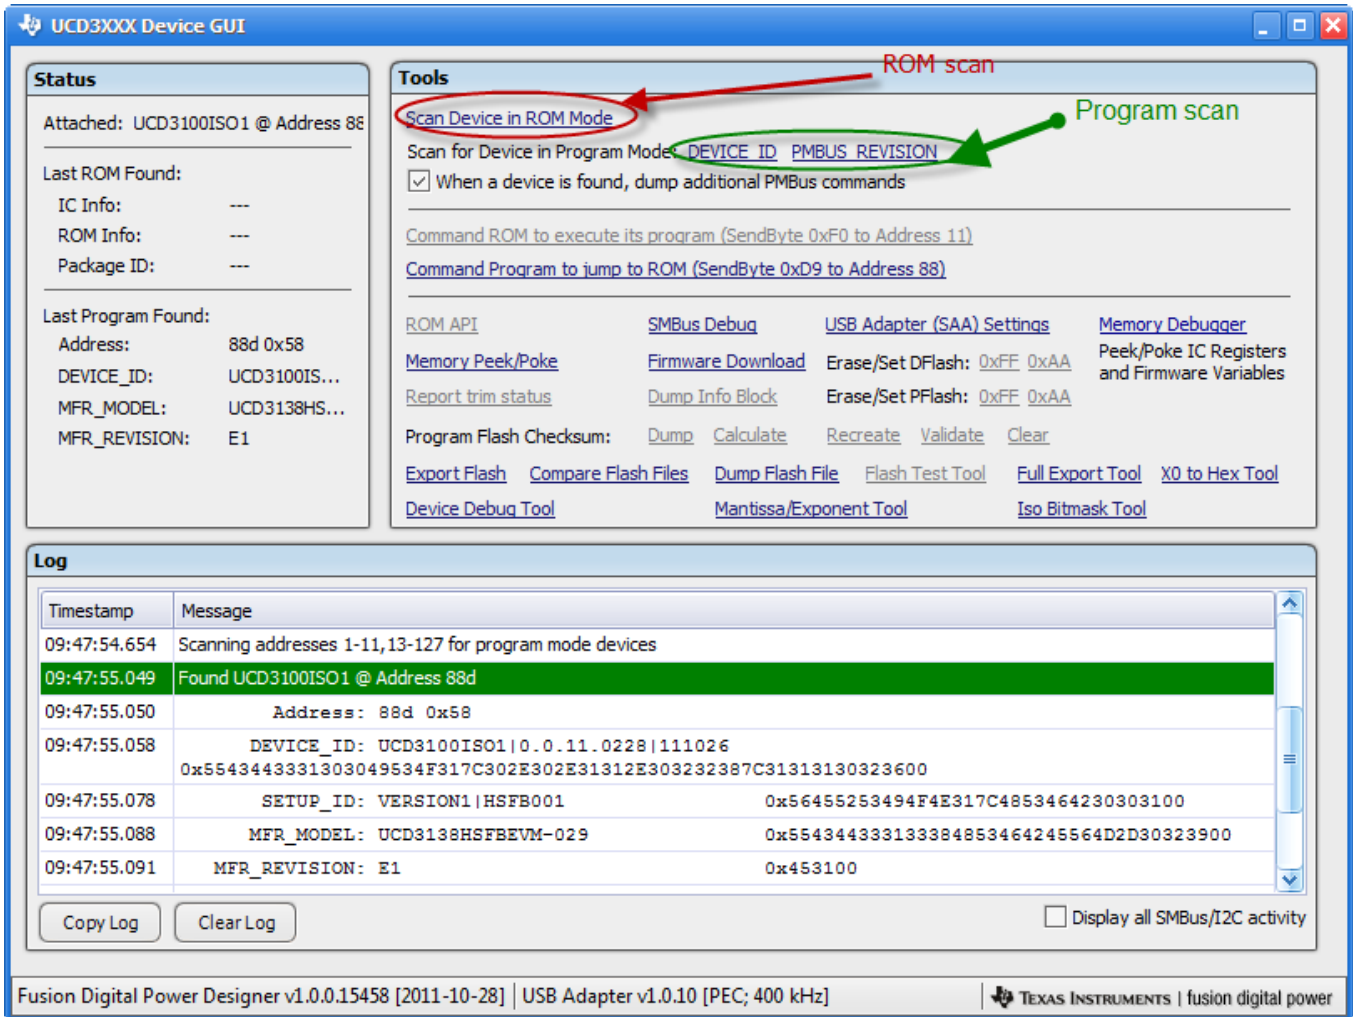 UCD3XXX Device GUI
Status
Attached: UCD3100ISO1 @ Address 88
Last ROM Found:
IC Info: ---
ROM Info: ---
Package ID: ---
Last Program Found:
Address: 88d 0x58
DEVICE_ID: UCD3100IS...
MFR_MODEL: UCD3138HS...
MFR_REVISION: E1
Tools
ROM scan
Scan Device in ROM Mode
Program scan
Scan for Device in Program Mode: DEVICE_ID PMBUS_REVISION
When a device is found, dump additional PMBus commands
Command ROM to execute its program (SendByte 0xF0 to Address 11)
Command Program to jump to ROM (SendByte 0xD9 to Address 88)
ROM API SMBus Debug USB Adapter (SAA) Settings Memory Debugger
Memory Peek/Poke Firmware Download Erase/Set DFlash: 0xFF 0xAA Peek/Poke IC Registers
and Firmware Variables
Report trim status Dump Info Block Erase/Set PFlash: 0xFF 0xAA
Program Flash Checksum: Dump Calculate Recreate Validate Clear
Export Flash Compare Flash Files Dump Flash File Flash Test Tool Full Export Tool X0 to Hex Tool
Device Debug Tool Mantissa/Exponent Tool Iso Bitmask Tool
Log
Timestamp Message
09:47:54.654 Scanning addresses 1-11,13-127 for program mode devices
09:47:55.049 Found UCD3100ISO1 @ Address 88d
09:47:55.050 Address: 88d 0x58
09:47:55.058 DEVICE_ID: UCD3100ISO1|0.0.11.0228|111026
0x5543443331303049534F317C302E302E31312E303232387C31313130323600
09:47:55.078 SETUP_ID: VERSION1|HSFB001 0x56455253494F4E317C4853464230303100
09:47:55.088 MFR_MODEL: UCD3138HSFBEVM-029 0x554344333133384853464245564D2D30323900
09:47:55.091 MFR_REVISION: E1 0x453100
Copy Log Clear Log Display all SMBus/I2C activity
Fusion Digital Power Designer v1.0.0.15458 [2011-10-28] USB Adapter v1.0.10 [PEC; 400 kHz] TEXAS INSTRUMENTS | fusion digital power